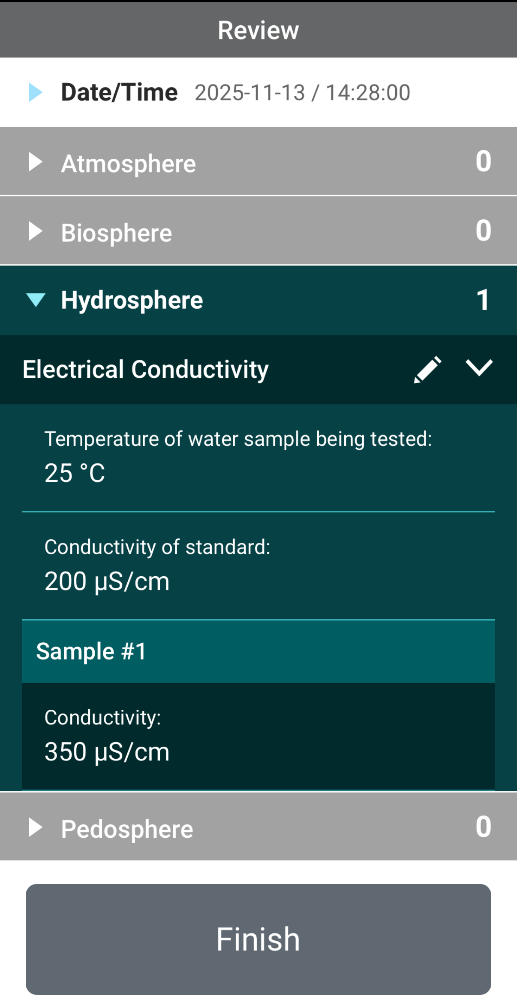 Review
Date/Time 2025-11-13 / 14:28:00
Atmosphere 0
Biosphere 0
Hydrosphere 1
Electrical Conductivity
Temperature of water sample being tested:
25 °C
Conductivity of standard:
200 µS/cm
Sample #1
Conductivity:
350 µS/cm
Pedosphere 0
Finish